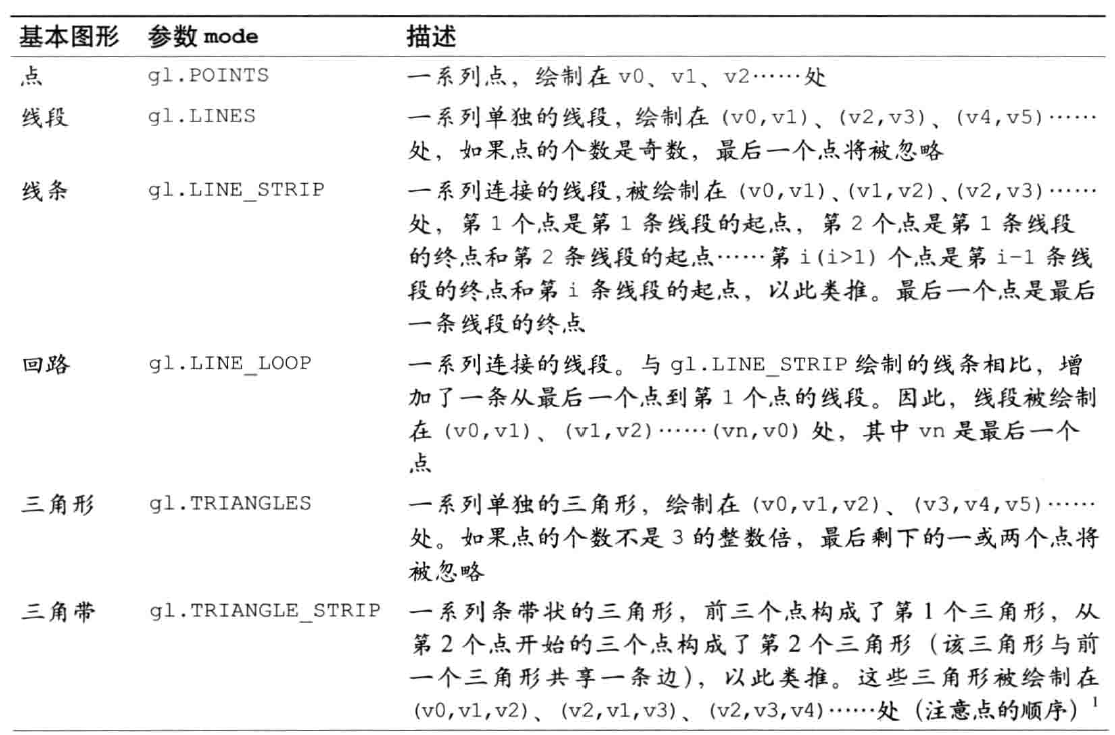 基本图形 参数 mode 描述
点 gl.POINTS 一系列点，绘制在 v0、v1、v2……处
线段 gl.LINES 一系列单独的线段，绘制在 (v0,v1)、(v2,v3)、(v4,v5)……
处，如果点的个数是奇数，最后一个点将被忽略
线条 gl.LINE_STRIP 一系列连接的线段，被绘制在 (v0,v1)、(v1,v2)、(v2,v3)……
处，第 1 个点是第 1 条线段的起点，第 2 个点是第 1 条线段
的终点和第 2 条线段的起点……第 i(i>1) 个点是第 i-1 条线
段的终点和第 i 条线段的起点，以此类推。最后一个点是最后
一条线段的终点
回路 gl.LINE_LOOP 一系列连接的线段。与 gl.LINE_STRIP 绘制的线条相比，增
加了一条从最后一个点到第 1 个点的线段。因此，线段被绘制
在 (v0,v1)、(v1,v2)……(vn,v0) 处，其中 vn 是最后一个
点
三角形 gl.TRIANGLES 一系列单独的三角形，绘制在 (v0,v1,v2)、(v3,v4,v5)……
处。如果点的个数不是 3 的整数倍，最后剩下的一或两个点将
被忽略
三角带 gl.TRIANGLE_STRIP 一系列条带状的三角形，前三个点构成了第 1 个三角形，从
第 2 个点开始的三个点构成了第 2 个三角形（该三角形与前
一个三角形共享一条边），以此类推。这些三角形被绘制在
(v0,v1,v2)、(v2,v1,v3)、(v2,v3,v4)……处（注意点的顺序）1